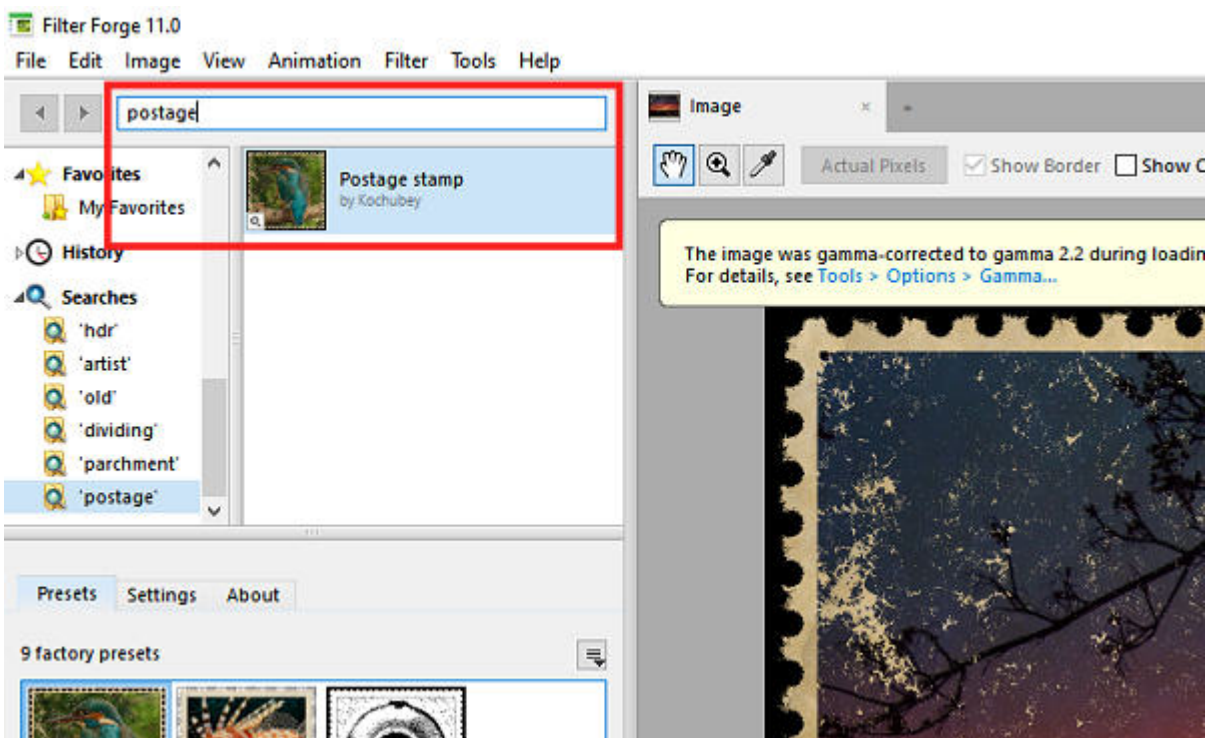 Filter Forge 11.0
File Edit Image View Animation Filter Tools Help
postage
Favorites
My Favorites
History
Searches
'hdr'
'artist'
'old'
'dividing'
'parchment'
'postage'
Postage stamp
by Kochubey
Presets Settings About
9 factory presets
Image
Actual Pixels Show Border Show
The image was gamma-corrected to gamma 2.2 during
For details, see Tools > Options > Gamma...